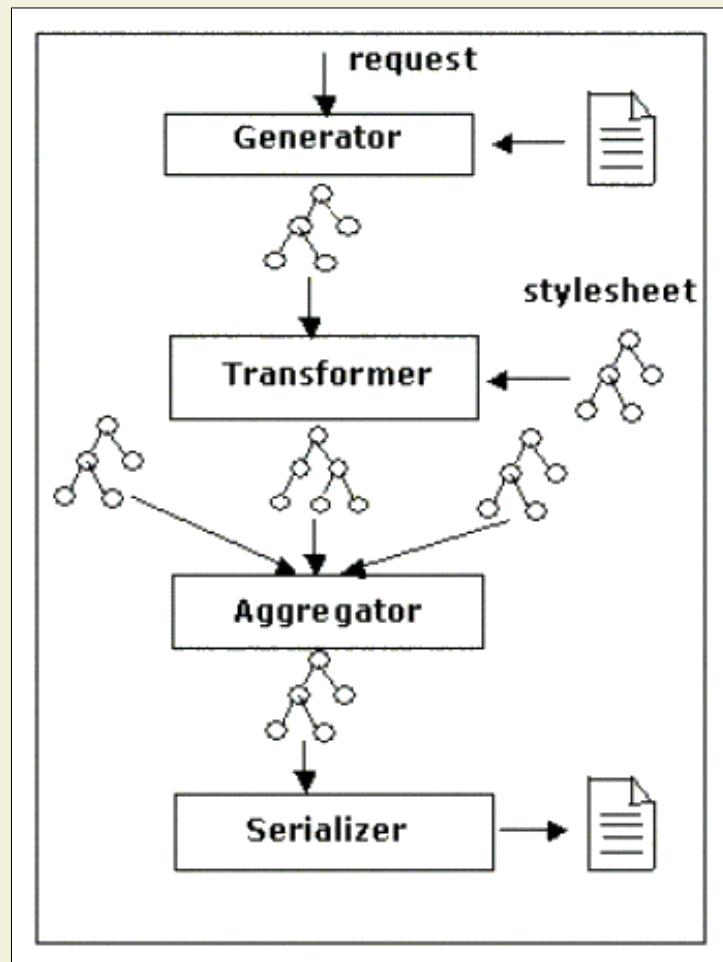 request
Generator
stylesheet
Transformer
Aggregator
Serializer